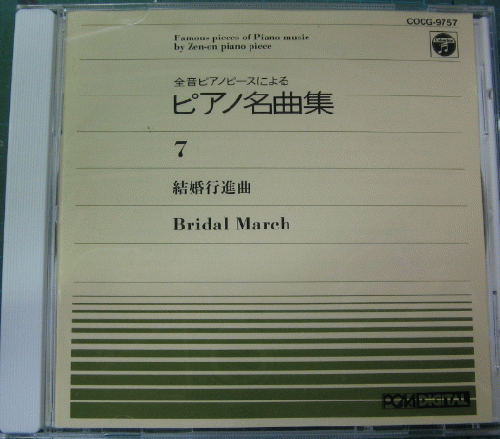 COCG-9757
Columbia
Famous pieces of Piano music
by Zen-on piano piece
全音ピアノピースによる
ピアノ名曲集
7
結婚行進曲
Bridal March
PCM DIGITAL